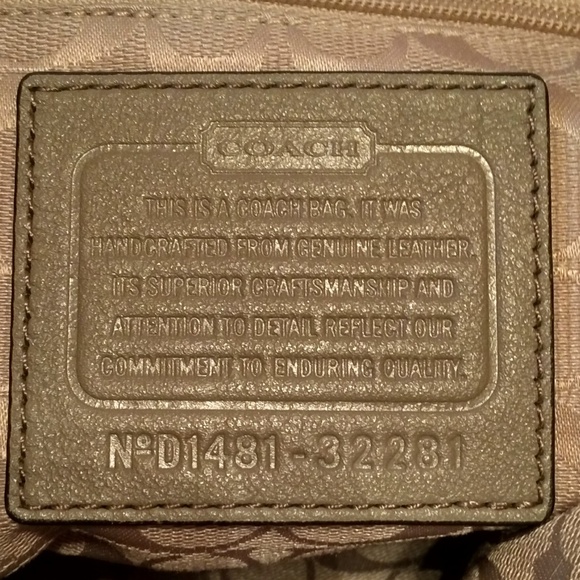 COACH
THIS IS A COACH BAG. IT WAS
HANDCRAFTED FROM GENUINE LEATHER.
ITS SUPERIOR CRAFTSMANSHIP AND
ATTENTION TO DETAIL REFLECT OUR
COMMITMENT TO ENDURING QUALITY.
NºD1481-32281